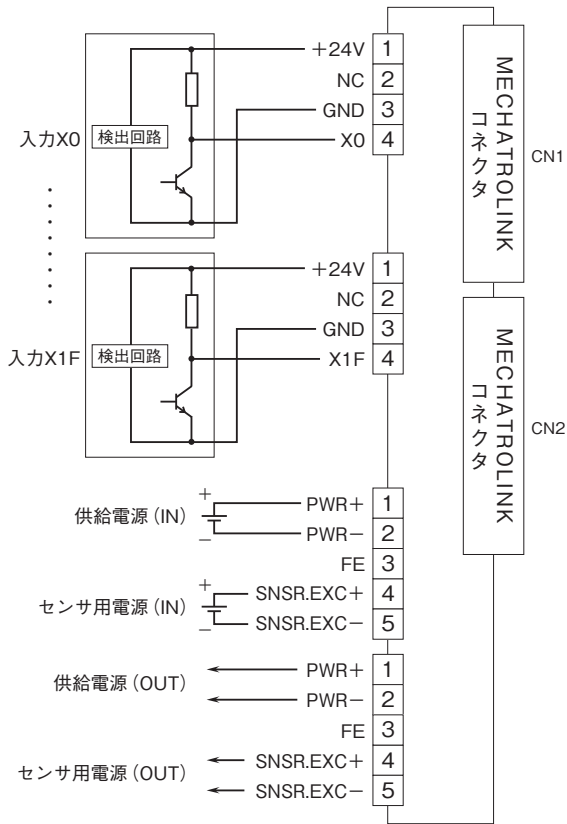 +24V 1
NC 2
GND 3
X0 4
入力X0
検出回路
+24V 1
NC 2
GND 3
X1F 4
入力X1F
検出回路
MECHATROLINK
コネクタ
CN1
MECHATROLINK
コネクタ
CN2
供給電源(IN)
+
−
PWR+ 1
PWR− 2
FE 3
センサ用電源(IN)
+
−
SNSR.EXC+ 4
SNSR.EXC− 5
供給電源(OUT)
PWR+ 1
PWR− 2
FE 3
センサ用電源(OUT)
SNSR.EXC+ 4
SNSR.EXC− 5